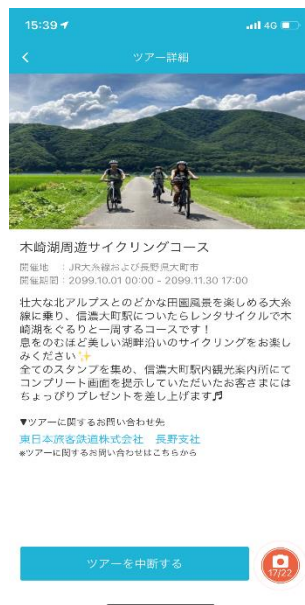 15:39
4G
ツアー詳細
木崎湖周遊サイクリングコース
開催地 : JR大糸線および長野県大町市
開催期間 : 2099.10.01 00:00 - 2099.11.30 17:00
壮大な北アルプスとのどかな田園風景を楽しめる大糸
線に乗り、信濃大町駅についたらレンタサイクルで木
崎湖をぐるりと一周するコースです！
息をのむほど美しい湖畔沿いのサイクリングをお楽し
みください✨
全てのスタンプを集め、信濃大町駅内観光案内所にて
コンプリート画面を提示していただいたお客さまには
ちょっぴりプレゼントを差し上げます🎵
▼ツアーに関するお問い合わせ先
東日本旅客鉄道株式会社 長野支社
※ツアーに関するお問い合わせはこちらから
ツアーを中断する
17/22